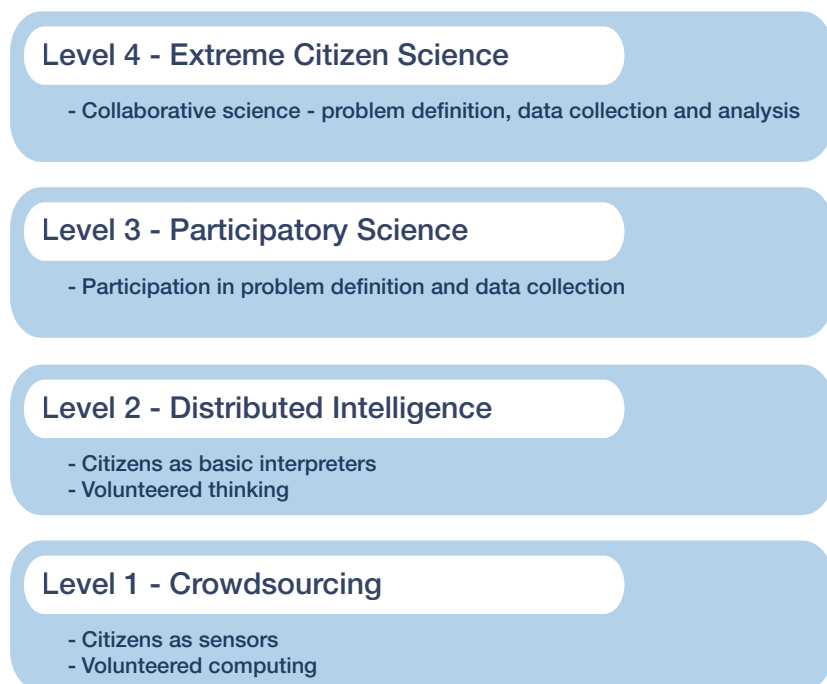 Level 4 - Extreme Citizen Science
- Collaborative science - problem definition, data collection and analysis
Level 3 - Participatory Science
- Participation in problem definition and data collection
Level 2 - Distributed Intelligence
- Citizens as basic interpreters
- Volunteered thinking
Level 1 - Crowdsourcing
- Citizens as sensors
- Volunteered computing